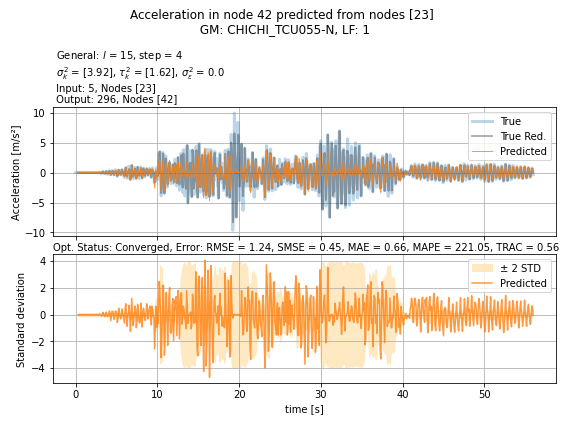 Acceleration in node 42 predicted from nodes [23]
GM: CHICHI_TCU055-N, LF: 1
General: l = 15, step = 4
σ²ₖ = [3.92], τ²ₖ = [1.62], σ²ε = 0.0
Input: 5, Nodes [23]
Output: 296, Nodes [42]
Acceleration [m/s²]
10
5
0
−5
−10
True
True Red.
Predicted
Opt. Status: Converged, Error: RMSE = 1.24, SMSE = 0.45, MAE = 0.66, MAPE = 221.05, TRAC = 0.56
Standard deviation
4
2
0
−2
−4
± 2 STD
Predicted
0 10 20 30 40 50
time [s]